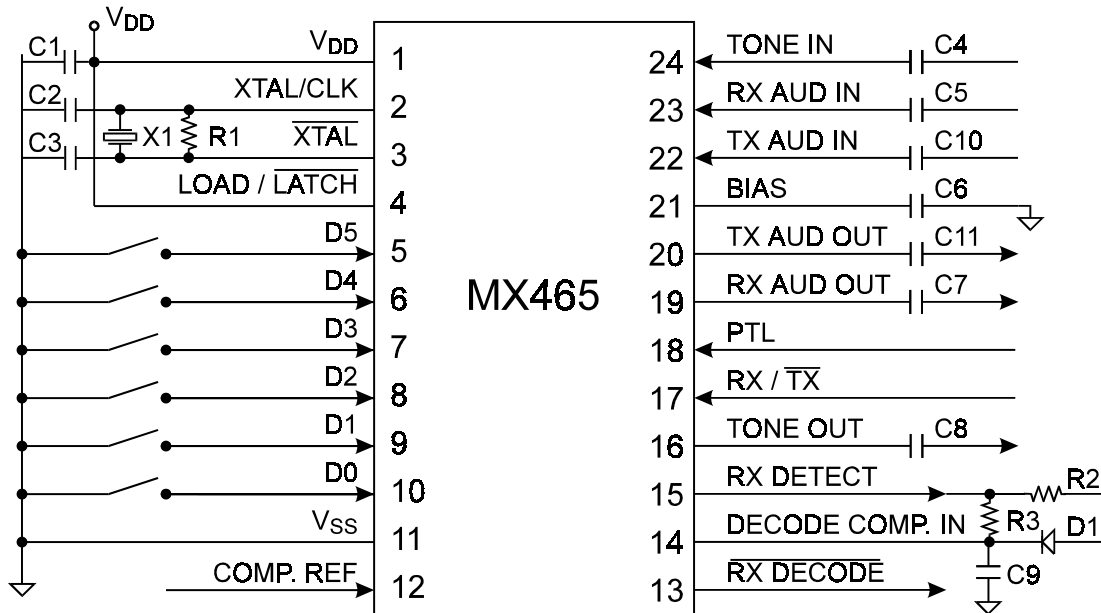 VDD
C1
VDD
1
C2
XTAL/CLK
2
X1
R1
C3
XTAL
3
LOAD / LATCH
4
D5
5
D4
6
D3
7
D2
8
D1
9
D0
10
VSS
11
COMP. REF
12
MX465
24
TONE IN
C4
23
RX AUD IN
C5
22
TX AUD IN
C10
21
BIAS
C6
20
TX AUD OUT
C11
19
RX AUD OUT
C7
18
PTL
17
RX / TX
16
TONE OUT
C8
15
RX DETECT
R2
14
DECODE COMP. IN
R3
D1
13
RX DECODE
C9